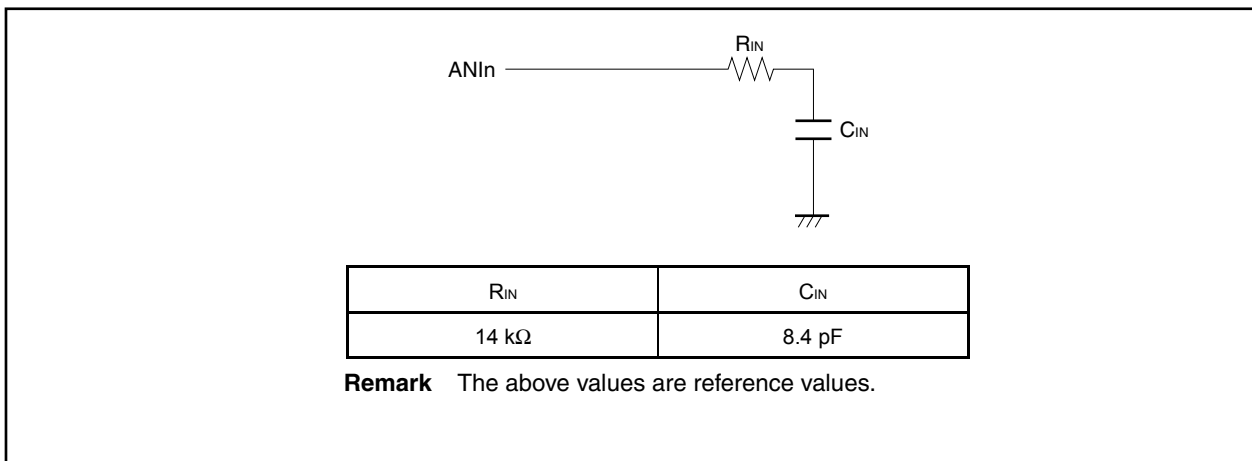 RIN
ANIn
CIN
RIN CIN
14 kΩ 8.4 pF
Remark The above values are reference values.